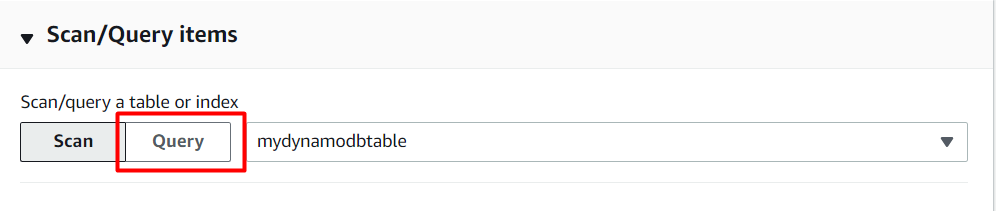 Scan/Query items
Scan/query a table or index
Scan Query mydynamodbtable